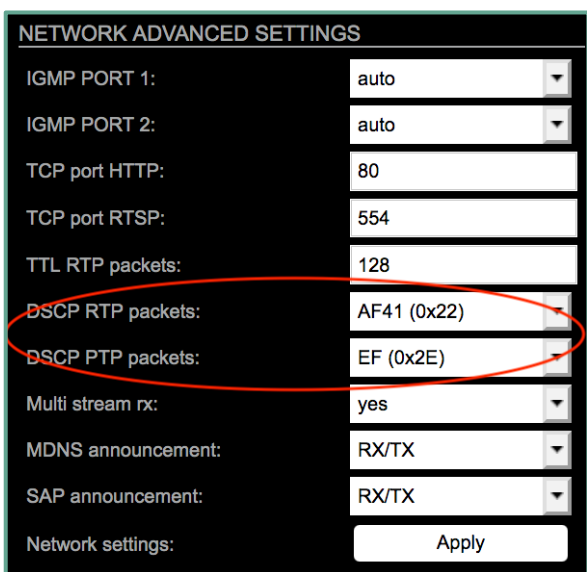 NETWORK ADVANCED SETTINGS
IGMP PORT 1: auto
IGMP PORT 2: auto
TCP port HTTP: 80
TCP port RTSP: 554
TTL RTP packets: 128
DSCP RTP packets: AF41 (0x22)
DSCP PTP packets: EF (0x2E)
Multi stream rx: yes
MDNS announcement: RX/TX
SAP announcement: RX/TX
Network settings: Apply